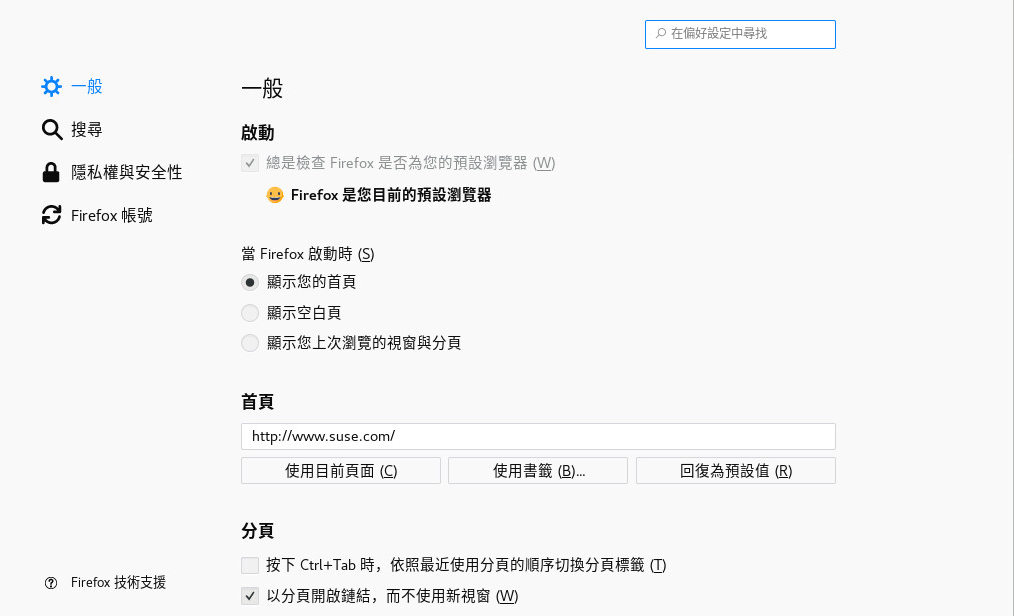 在偏好設定中尋找
一般
搜尋
隱私權與安全性
Firefox 帳號
Firefox 技術支援
一般
啟動
總是檢查 Firefox 是否為您的預設瀏覽器 (W)
Firefox 是您目前的預設瀏覽器
當 Firefox 啟動時 (S)
顯示您的首頁
顯示空白頁
顯示您上次瀏覽的視窗與分頁
首頁
http://www.suse.com/
使用目前頁面 (C)
使用書籤 (B)...
回復為預設值 (R)
分頁
按下 Ctrl+Tab 時，依照最近使用分頁的順序切換分頁標籤 (T)
以分頁開啟鏈結，而不使用新視窗 (W)